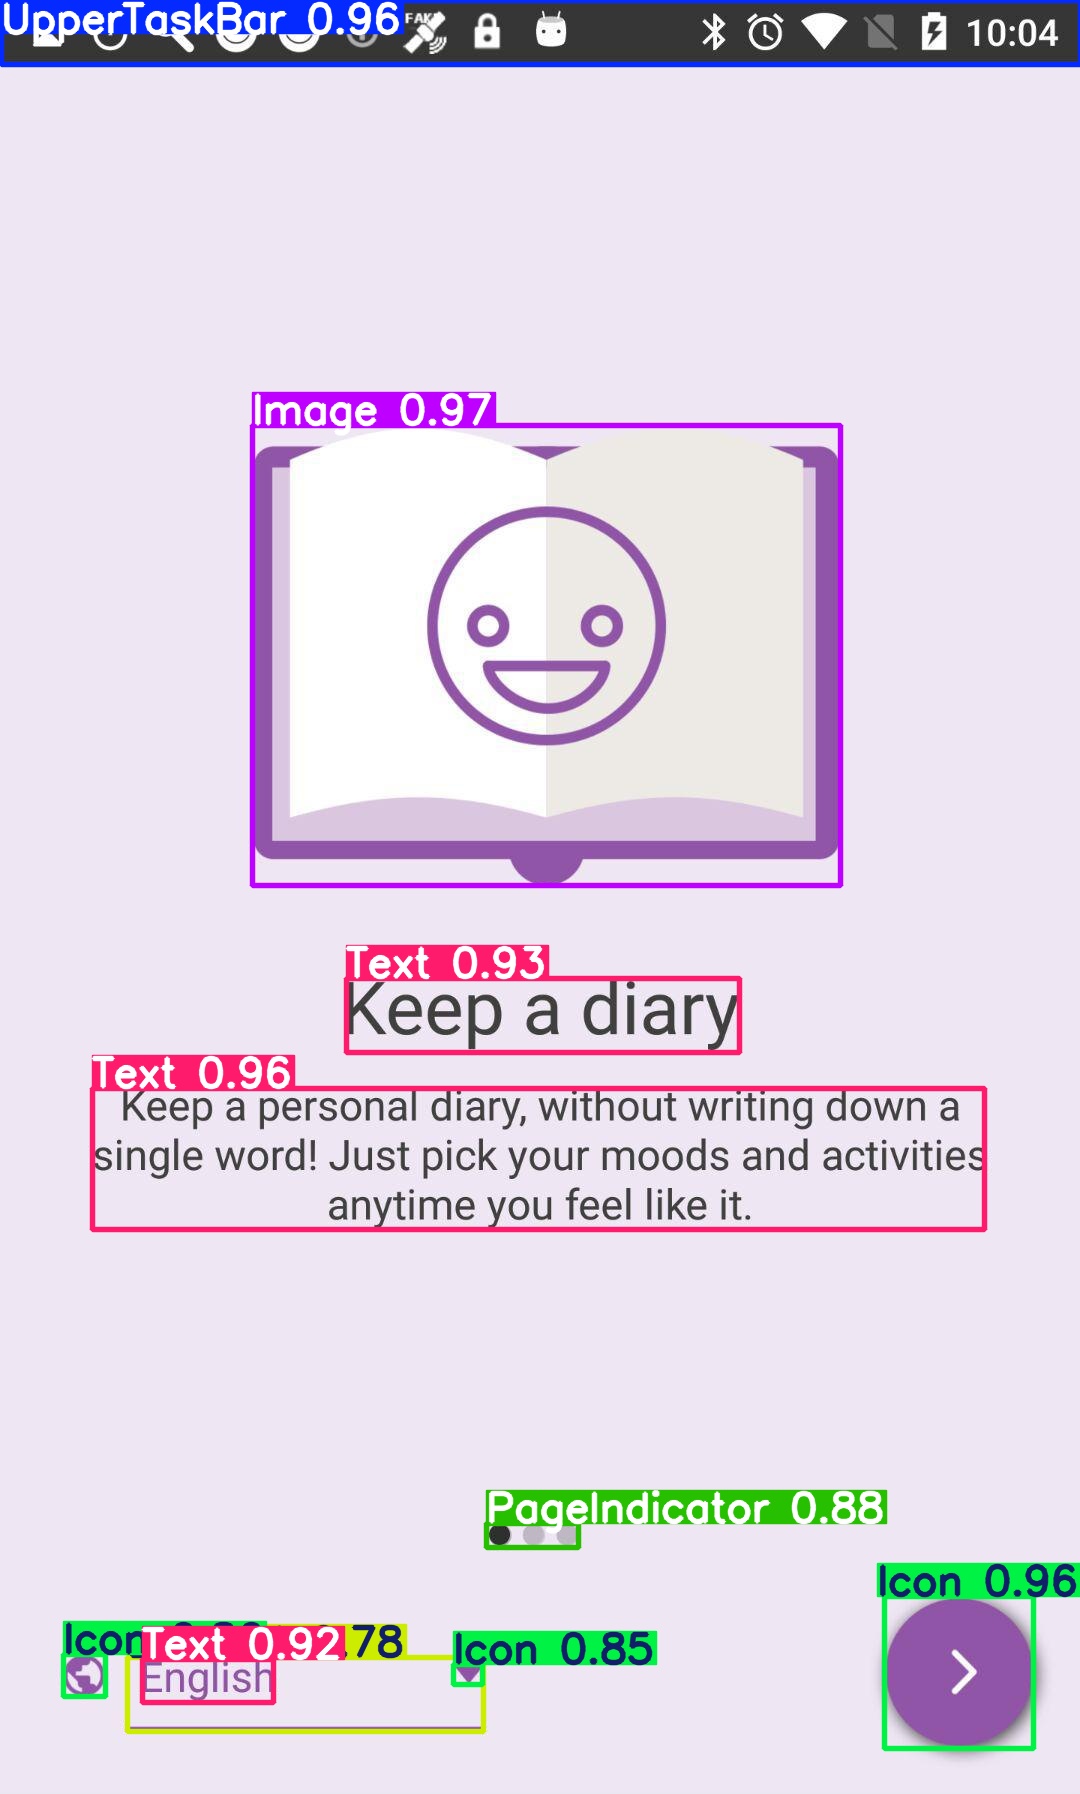 UpperTaskBar 0.96
FAKE
10:04
Image 0.97
Text 0.93
Keep a diary
Text 0.96
Keep a personal diary, without writing down a
single word! Just pick your moods and activities
anytime you feel like it.
PageIndicator 0.88
Icon 0.96
Icon
Text 0.92
.78
Icon 0.85
English